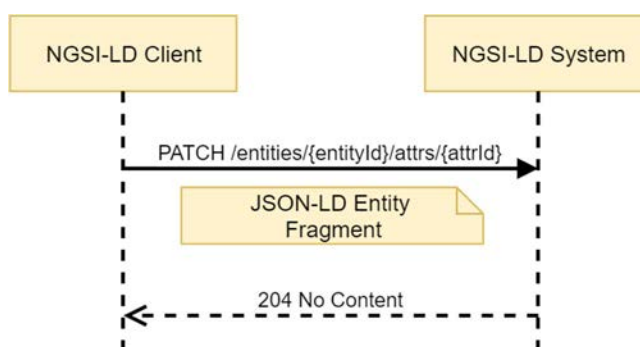 NGSI-LD Client
NGSI-LD System
PATCH /entities/{entityId}/attrs/{attrId}
JSON-LD Entity
Fragment
204 No Content